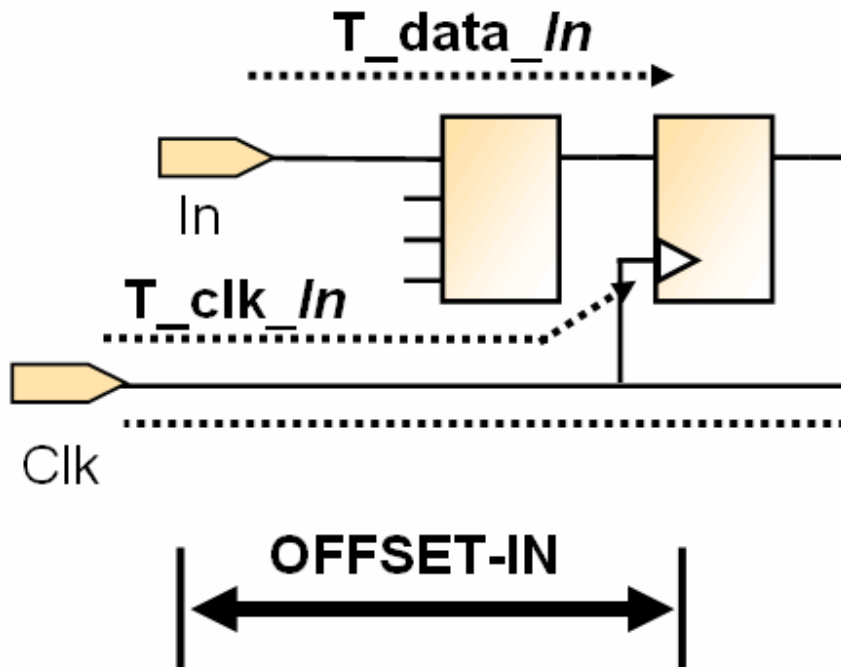 T_data_In
In
T_clk_In
Clk
OFFSET-IN